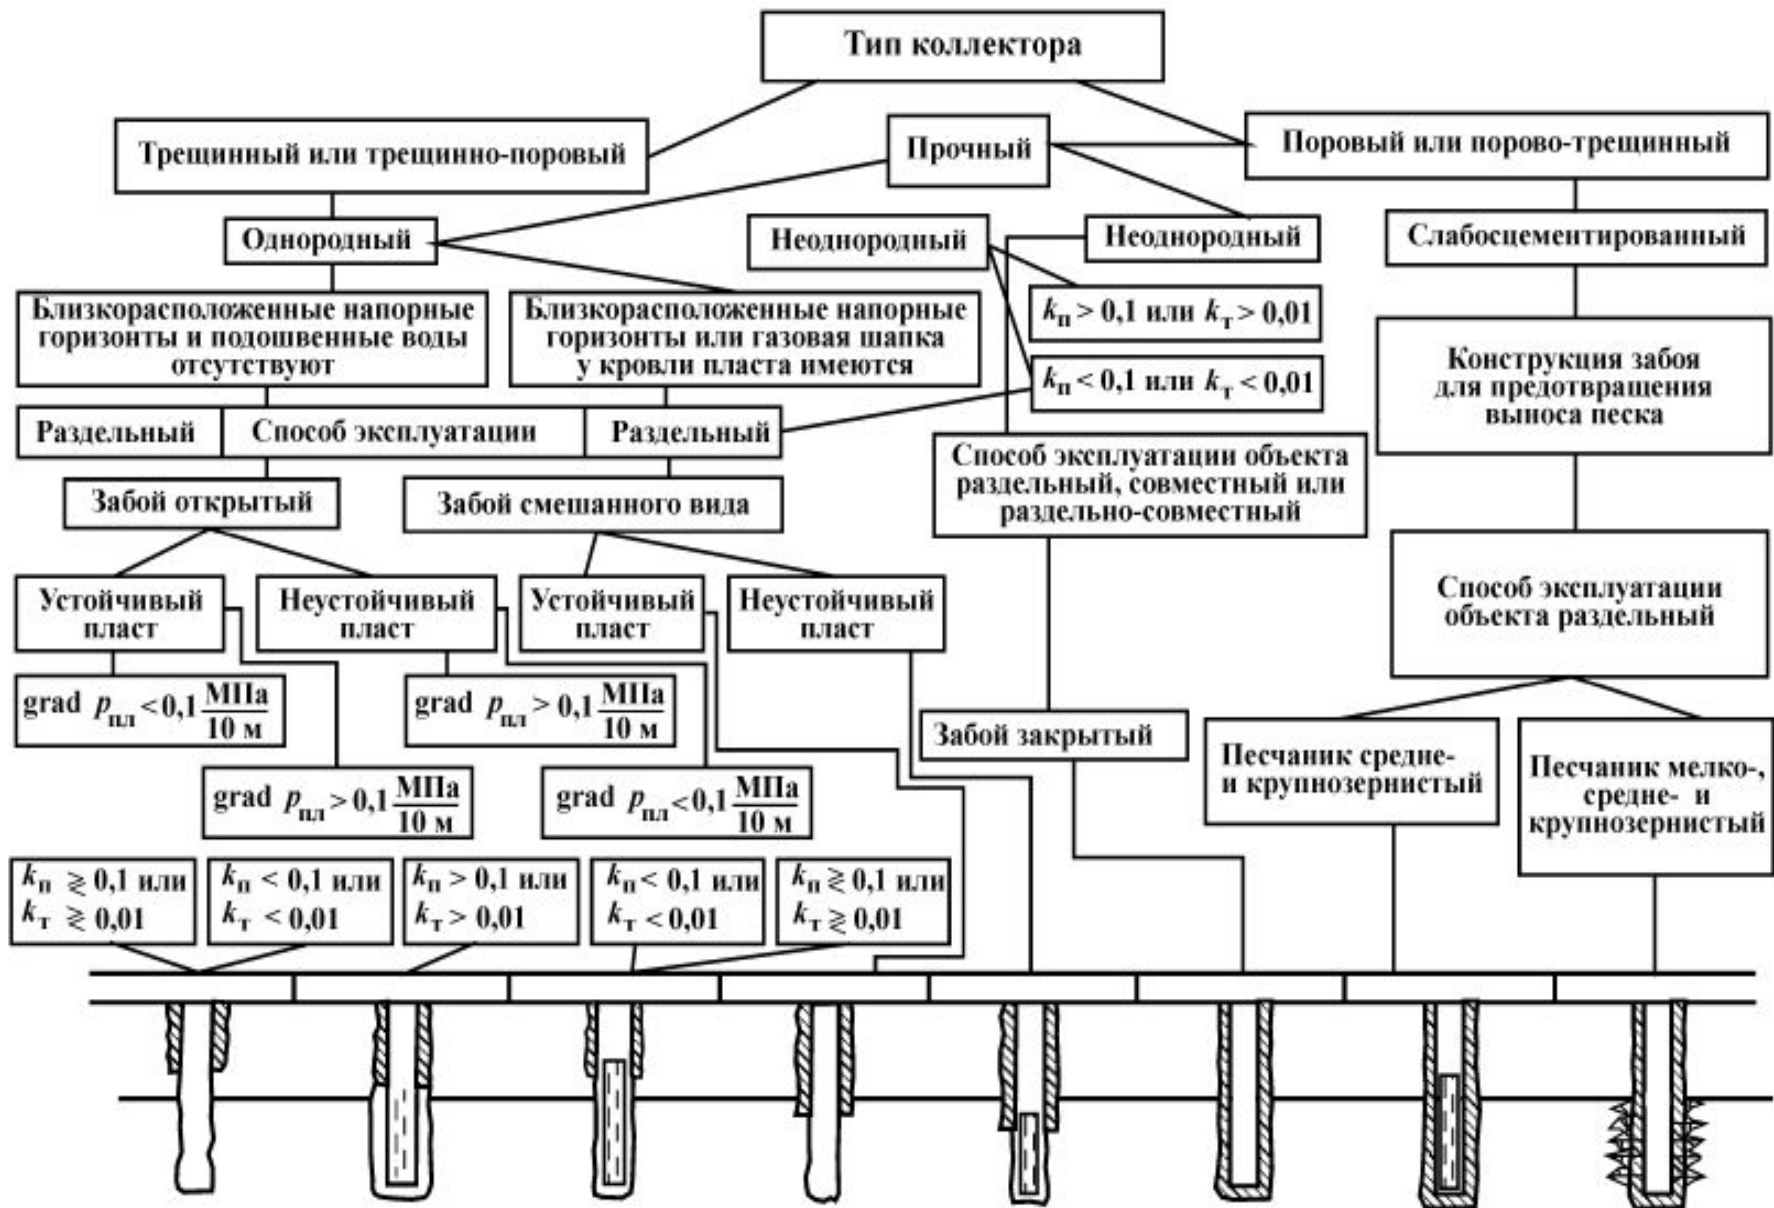 Тип коллектора
Трещинный или трещинно-поровый
Прочный
Поровый или порово-трещинный
Однородный
Неоднородный
Неоднородный
Слабосцементированный
Близкорасположенные напорные
горизонты и подошвенные воды
отсутствуют
Близкорасположенные напорные
горизонты или газовая шапка
у кровли пласта имеются
kп > 0,1 или kт > 0,01
kп < 0,1 или kт < 0,01
Конструкция забоя
для предотвращения
выноса песка
Раздельный
Способ эксплуатации
Раздельный
Способ эксплуатации объекта
раздельный, совместный или
раздельно-совместный
Забой открытый
Забой смешанного вида
Способ эксплуатации
объекта раздельный
Устойчивый
пласт
Неустойчивый
пласт
Устойчивый
пласт
Неустойчивый
пласт
grad pпл < 0,1 МПа/10 м
grad pпл > 0,1 МПа/10 м
Забой закрытый
Песчаник средне-
и крупнозернистый
Песчаник мелко-,
средне- и
крупнозернистый
grad pпл > 0,1 МПа/10 м
grad pпл < 0,1 МПа/10 м
kп ≷ 0,1 или
kт ≷ 0,01
kп < 0,1 или
kт < 0,01
kп > 0,1 или
kт > 0,01
kп < 0,1 или
kт < 0,01
kп ≷ 0,1 или
kт ≷ 0,01